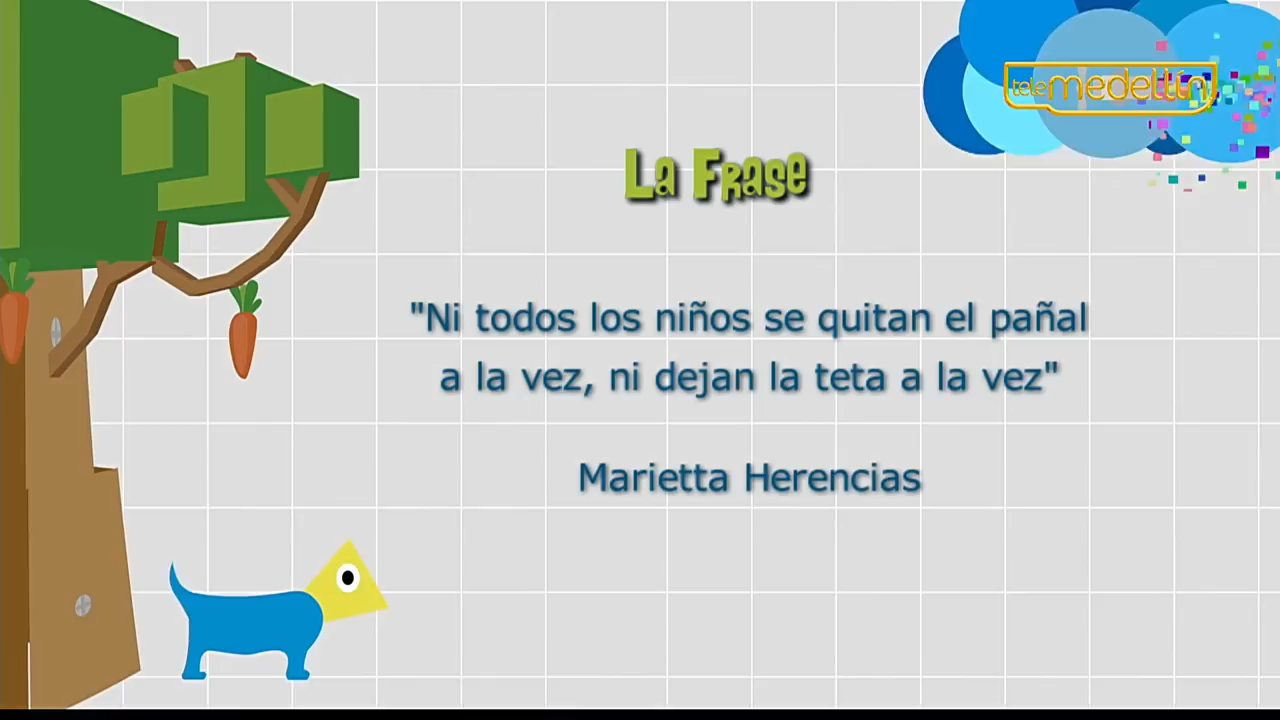 telemedellín
La Frase
"Ni todos los niños se quitan el pañal
a la vez, ni dejan la teta a la vez"
Marietta Herencias